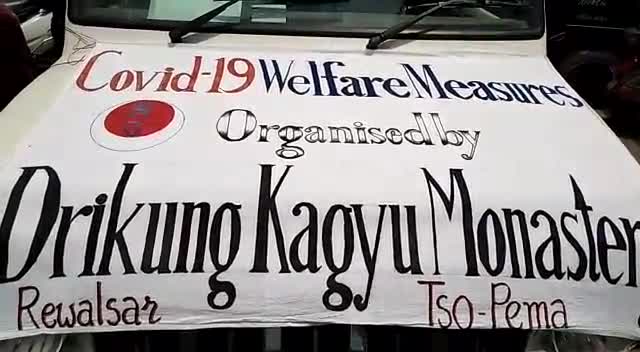 Covid-19 Welfare Measures
Organised by
Drikung Kagyu Monaster
Rewalsar Tso-Pema